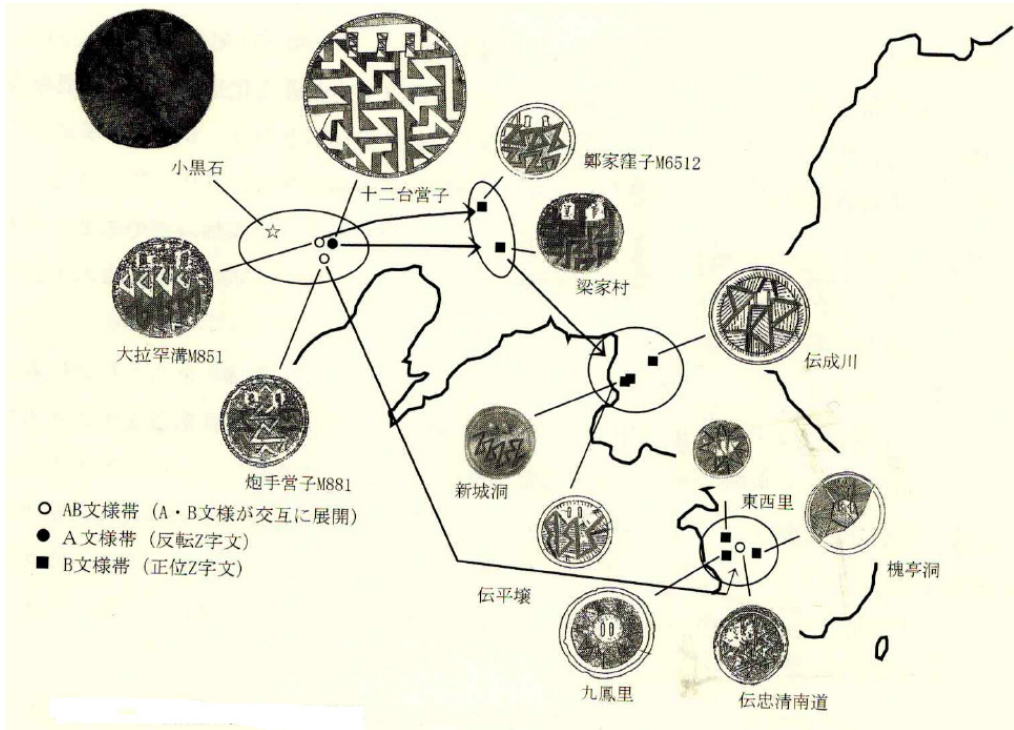 小黒石
十二台営子
鄭家窪子M6512
梁家村
大拉罕溝M851
伝成川
炮手営子M881
新城洞
東西里
AB文様帯（A・B文様が交互に展開）
A文様帯（反転Z字文）
B文様帯（正位Z字文）
伝平壌
槐亭洞
九鳳里
伝忠清南道